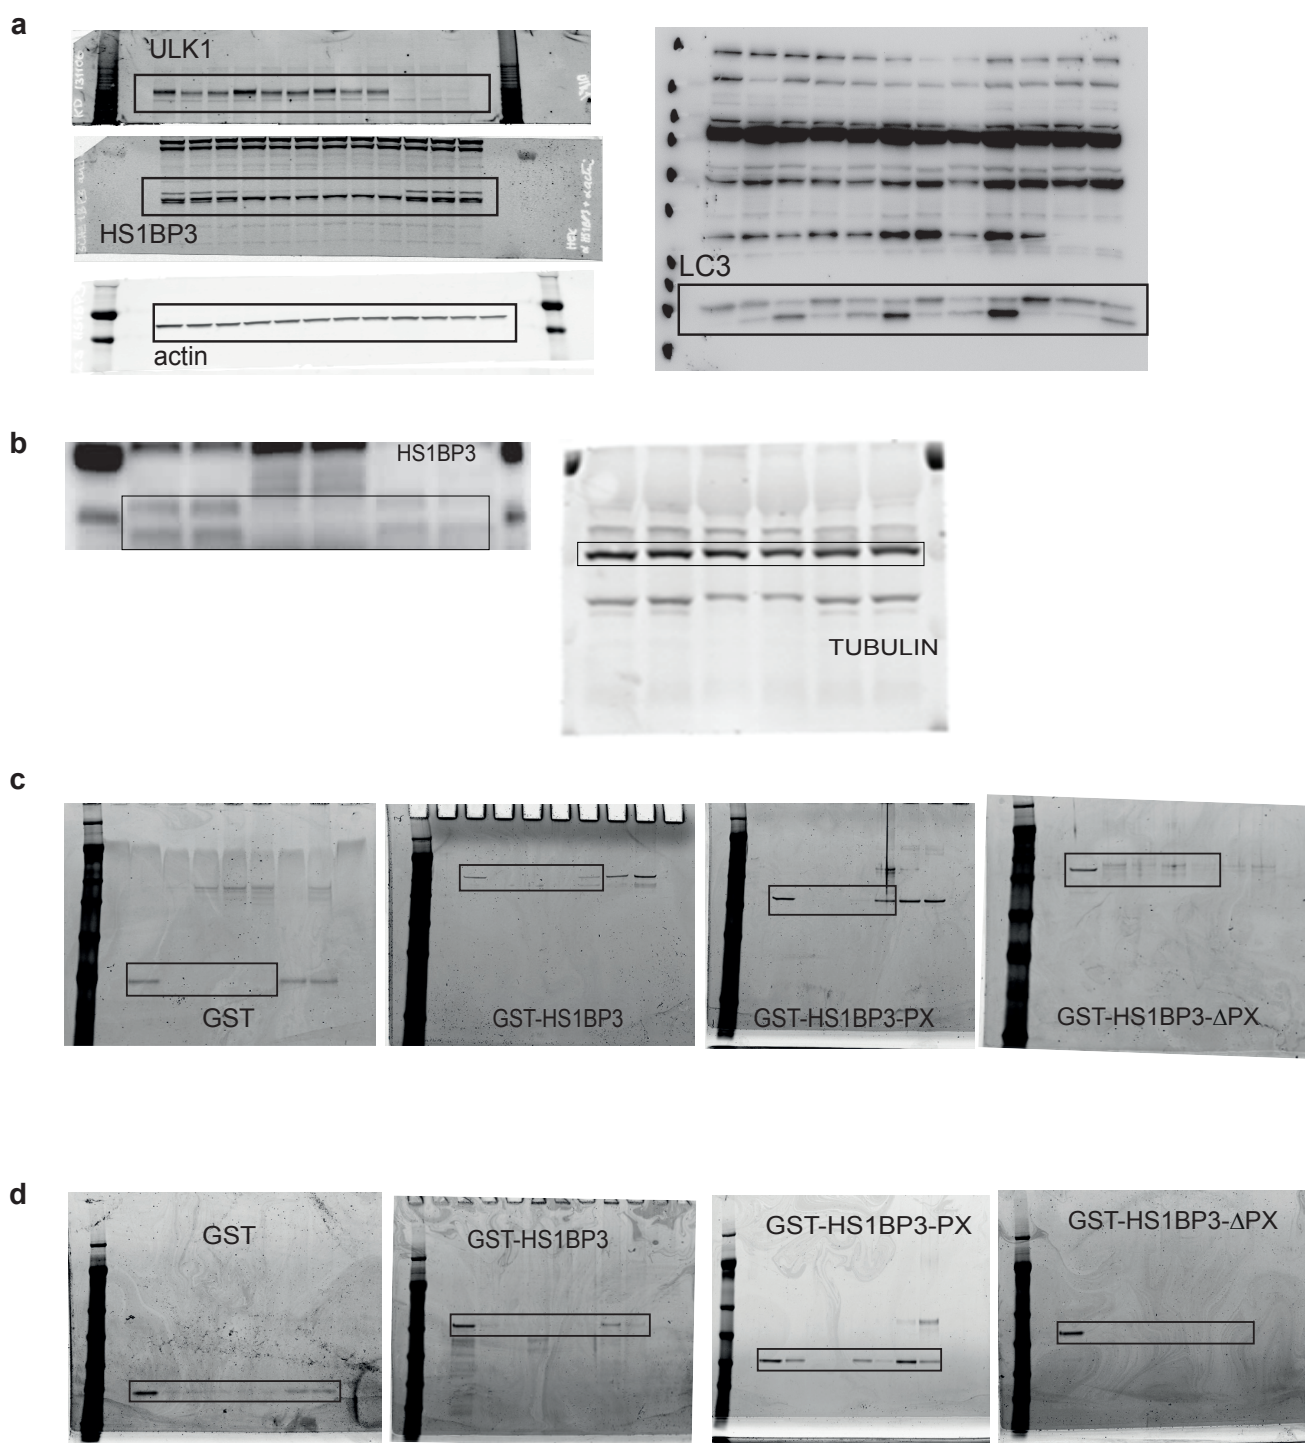 a
ULK1
HS1BP3
actin
LC3
b
HS1BP3
TUBULIN
c
GST
GST-HS1BP3
GST-HS1BP3-PX
GST-HS1BP3-ΔPX
d
GST
GST-HS1BP3
GST-HS1BP3-PX
GST-HS1BP3-ΔPX